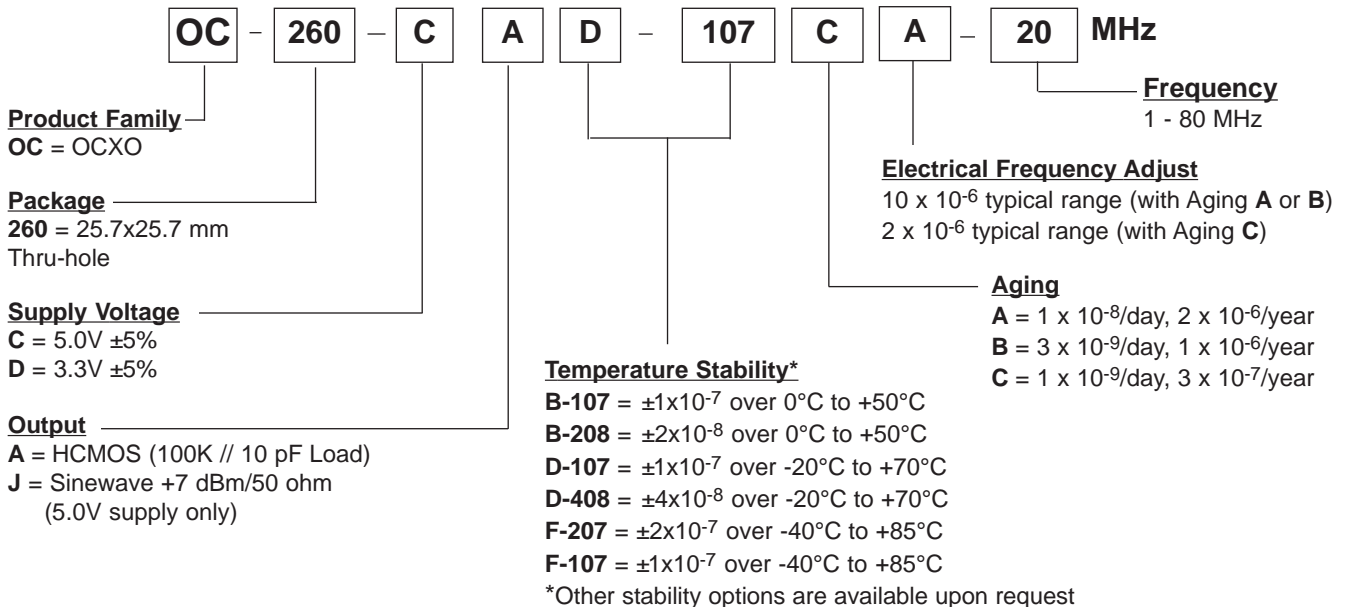 OC - 260 - C A D - 107 C A - 20 MHz
Product Family
OC = OCXO
Package
260 = 25.7x25.7 mm
Thru-hole
Supply Voltage
C = 5.0V ±5%
D = 3.3V ±5%
Output
A = HCMOS (100K // 10 pF Load)
J = Sinewave +7 dBm/50 ohm
(5.0V supply only)
Temperature Stability*
B-107 = ±1x10-7 over 0°C to +50°C
B-208 = ±2x10-8 over 0°C to +50°C
D-107 = ±1x10-7 over -20°C to +70°C
D-408 = ±4x10-8 over -20°C to +70°C
F-207 = ±2x10-7 over -40°C to +85°C
F-107 = ±1x10-7 over -40°C to +85°C
*Other stability options are available upon request
Aging
A = 1 x 10-8/day, 2 x 10-6/year
B = 3 x 10-9/day, 1 x 10-6/year
C = 1 x 10-9/day, 3 x 10-7/year
Electrical Frequency Adjust
10 x 10-6 typical range (with Aging A or B)
2 x 10-6 typical range (with Aging C)
Frequency
1 - 80 MHz